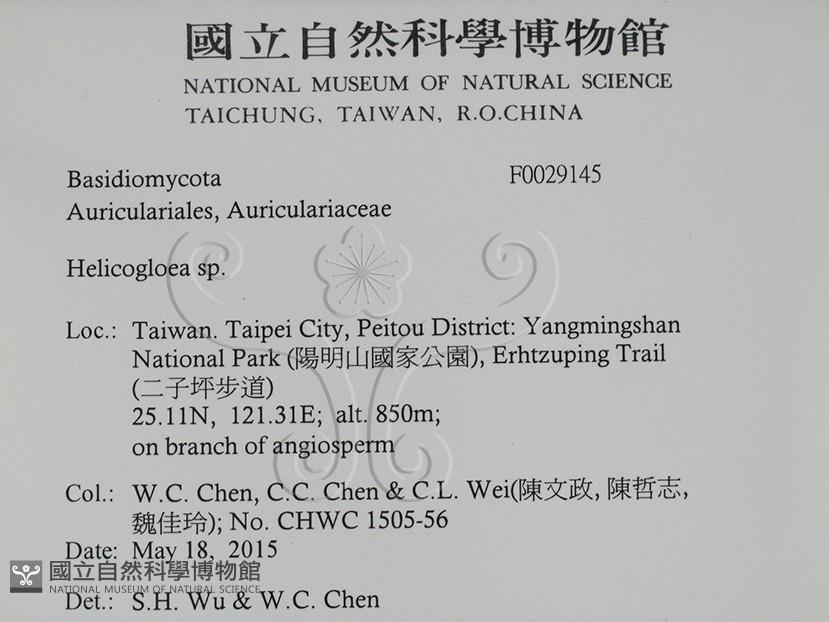 國立自然科學博物館
NATIONAL MUSEUM OF NATURAL SCIENCE
TAICHUNG, TAIWAN, R.O.CHINA
Basidiomycota F0029145
Auriculariales, Auriculariaceae
Helicogloea sp.
Loc.: Taiwan. Taipei City, Peitou District: Yangmingshan
National Park (陽明山國家公園), Erhtzuping Trail
(二子坪步道)
25.11N, 121.31E; alt. 850m;
on branch of angiosperm
Col.: W.C. Chen, C.C. Chen & C.L. Wei(陳文政, 陳哲志,
魏佳玲); No. CHWC 1505-56
Date: May 18, 2015
國立自然科學博物館
NATIONAL MUSEUM OF NATURAL SCIENCE
Det.: S.H. Wu & W.C. Chen